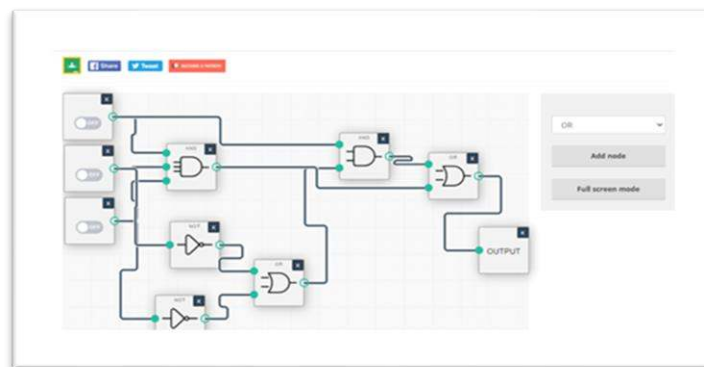 Share
Tweet
OFF
OFF
OFF
AND
NOT
NOT
OR
AND
OR
OUTPUT
OR
Add node
Full screen mode